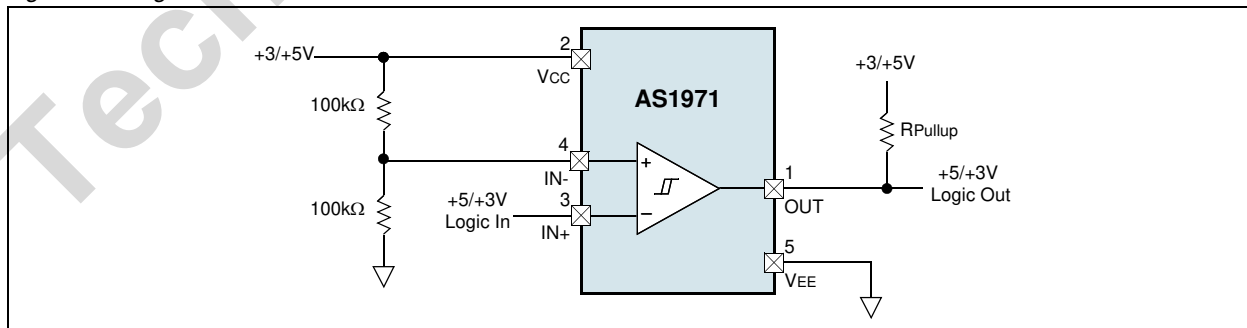 Tech
+3/+5V
2
VCC
AS1971
100kΩ
4
IN-
+
100kΩ
+5/+3V
Logic In
3
IN+
−
+3/+5V
RPullup
1
OUT
+5/+3V
Logic Out
5
VEE